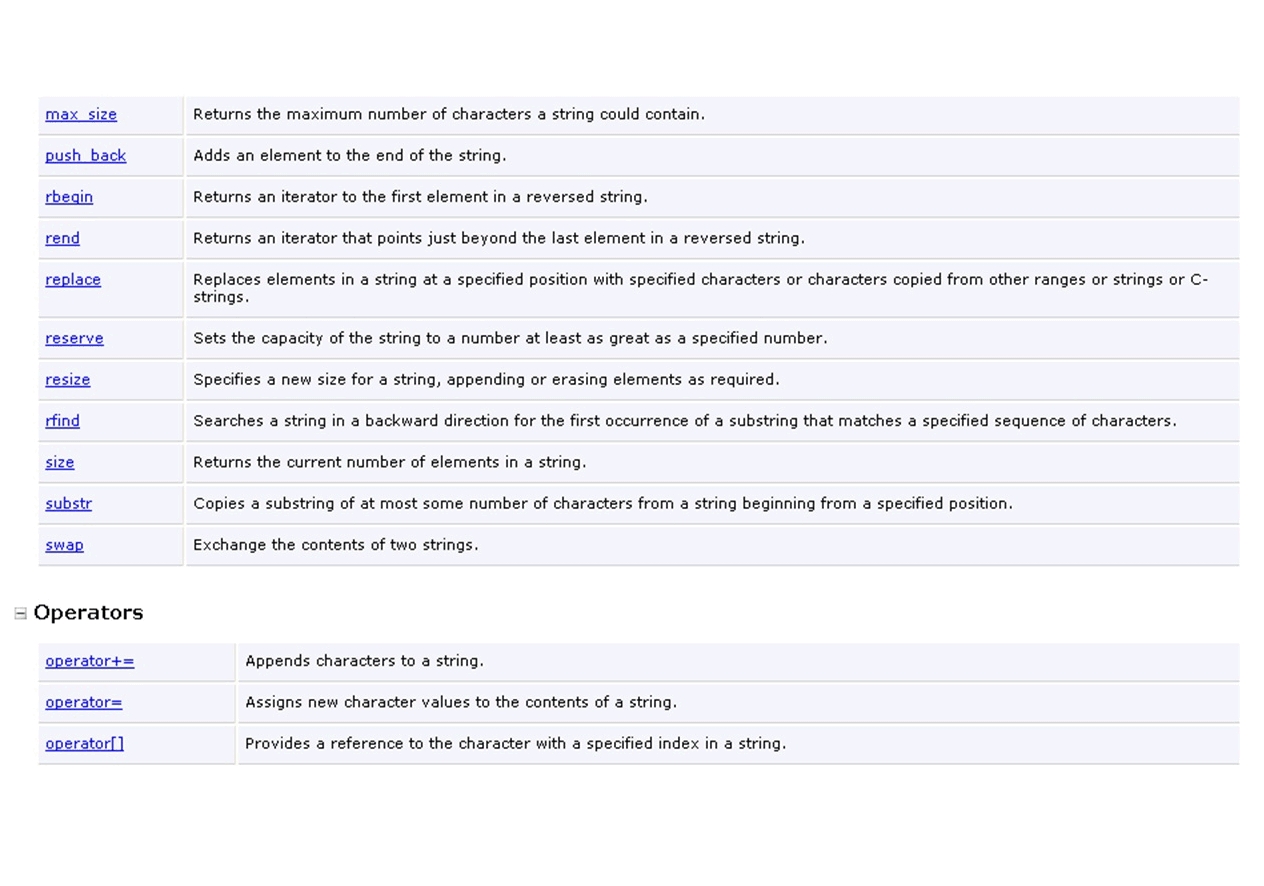 max_size Returns the maximum number of characters a string could contain.
push_back Adds an element to the end of the string.
rbegin Returns an iterator to the first element in a reversed string.
rend Returns an iterator that points just beyond the last element in a reversed string.
replace Replaces elements in a string at a specified position with specified characters or characters copied from other ranges or strings or C-
strings.
reserve Sets the capacity of the string to a number at least as great as a specified number.
resize Specifies a new size for a string, appending or erasing elements as required.
rfind Searches a string in a backward direction for the first occurrence of a substring that matches a specified sequence of characters.
size Returns the current number of elements in a string.
substr Copies a substring of at most some number of characters from a string beginning from a specified position.
swap Exchange the contents of two strings.
Operators
operator+= Appends characters to a string.
operator= Assigns new character values to the contents of a string.
operator[] Provides a reference to the character with a specified index in a string.